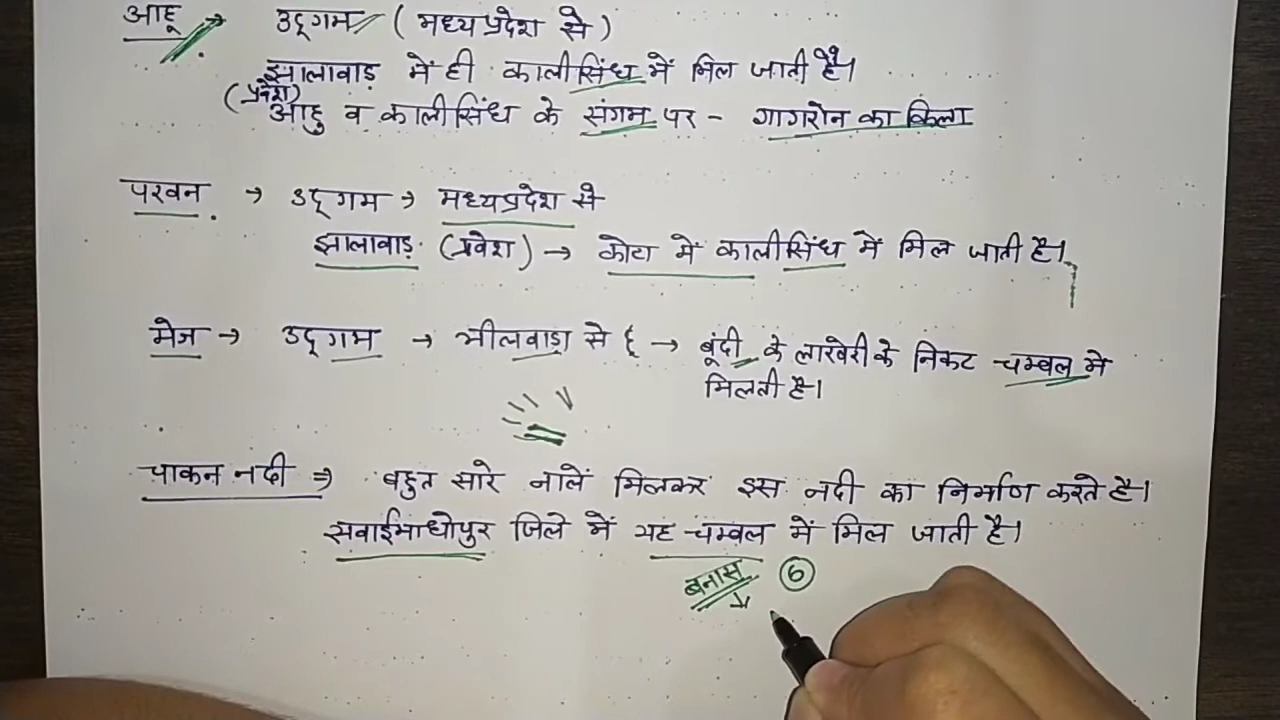 आहू → उद्गम (मध्यप्रदेश से)
झालावाड़ में ही कालीसिंध में मिल जाती है।
(प्रवेश)
आहु व कालीसिंध के संगम पर - गागरोन का किला
परवन → उद्गम → मध्यप्रदेश से
झालावाड़ (प्रवेश) → कोटा में कालीसिंध में मिल जाती है।
मेज → उद्गम → भीलवाड़ा से → बूंदी के लाखेरी के निकट चम्बल में
मिलती है।
चाकन नदी ⇒ बहुत सारे नालें मिलकर इस नदी का निर्माण करते है।
सवाईमाधोपुर जिले में यह चम्बल में मिल जाती है।
बनास 6